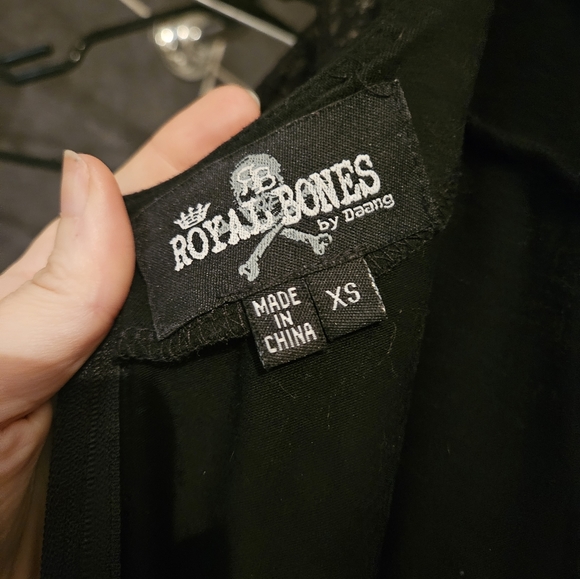 ROYAL BONES
by Daang
MADE
IN
CHINA
XS